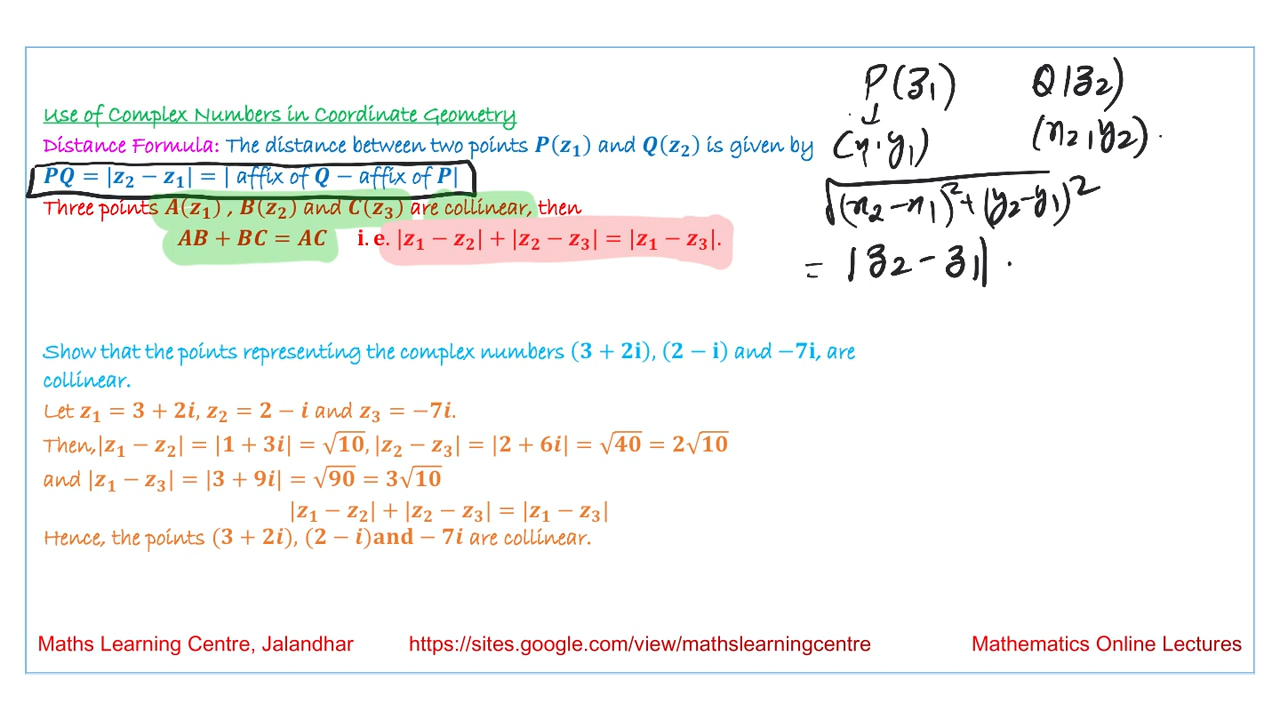 Use of Complex Numbers in Coordinate Geometry
Distance Formula: The distance between two points P(z₁) and Q(z₂) is given by
PQ = |z₂ − z₁| = | affix of Q − affix of P|
Three points A(z₁) , B(z₂) and C(z₃) are collinear, then
AB + BC = AC i.e. |z₁ − z₂| + |z₂ − z₃| = |z₁ − z₃|.
P(z₁) Q(z₂)
↓
(x₁, y₁) (x₂, y₂)
√(x₂ − x₁)² + (y₂ − y₁)²
= |z₂ − z₁|
Show that the points representing the complex numbers (3 + 2i), (2 − i) and −7i, are
collinear.
Let z₁ = 3 + 2i, z₂ = 2 − i and z₃ = −7i.
Then,|z₁ − z₂| = |1 + 3i| = √10, |z₂ − z₃| = |2 + 6i| = √40 = 2√10
and |z₁ − z₃| = |3 + 9i| = √90 = 3√10
|z₁ − z₂| + |z₂ − z₃| = |z₁ − z₃|
Hence, the points (3 + 2i), (2 − i)and − 7i are collinear.
Maths Learning Centre, Jalandhar https://sites.google.com/view/mathslearningcentre Mathematics Online Lectures